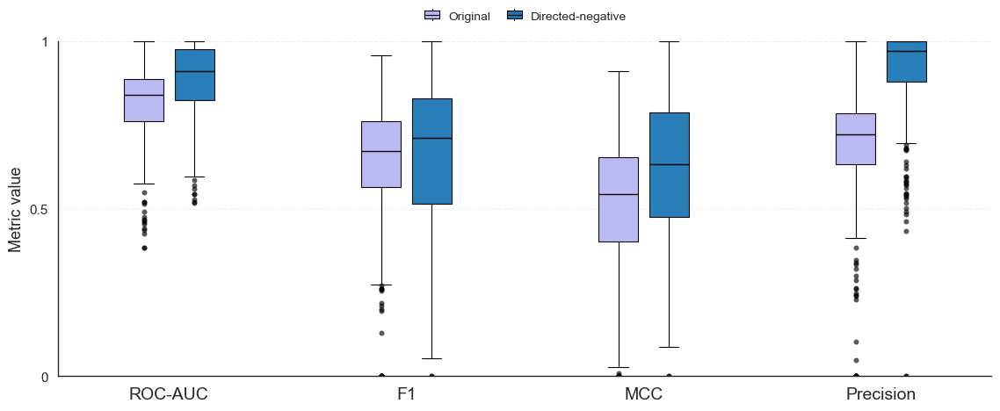 Original Directed-negative
1
0.5
0
Metric value
ROC-AUC F1 MCC Precision